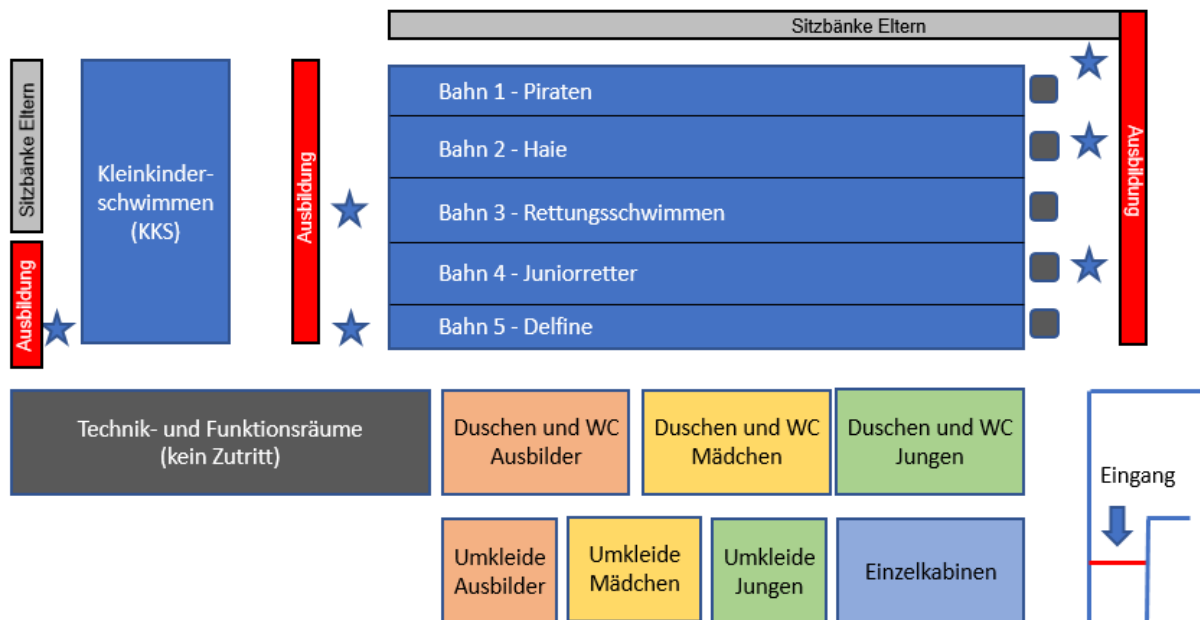 Sitzbänke Eltern
Sitzbänke Eltern
Ausbildung
Kleinkinder-
schwimmen
(KKS)
Ausbildung
Bahn 1 - Piraten
Bahn 2 - Haie
Bahn 3 - Rettungsschwimmen
Bahn 4 - Juniorretter
Bahn 5 - Delfine
Ausbildung
Technik- und Funktionsräume
(kein Zutritt)
Duschen und WC
Ausbilder
Duschen und WC
Mädchen
Duschen und WC
Jungen
Eingang
Umkleide
Ausbilder
Umkleide
Mädchen
Umkleide
Jungen
Einzelkabinen